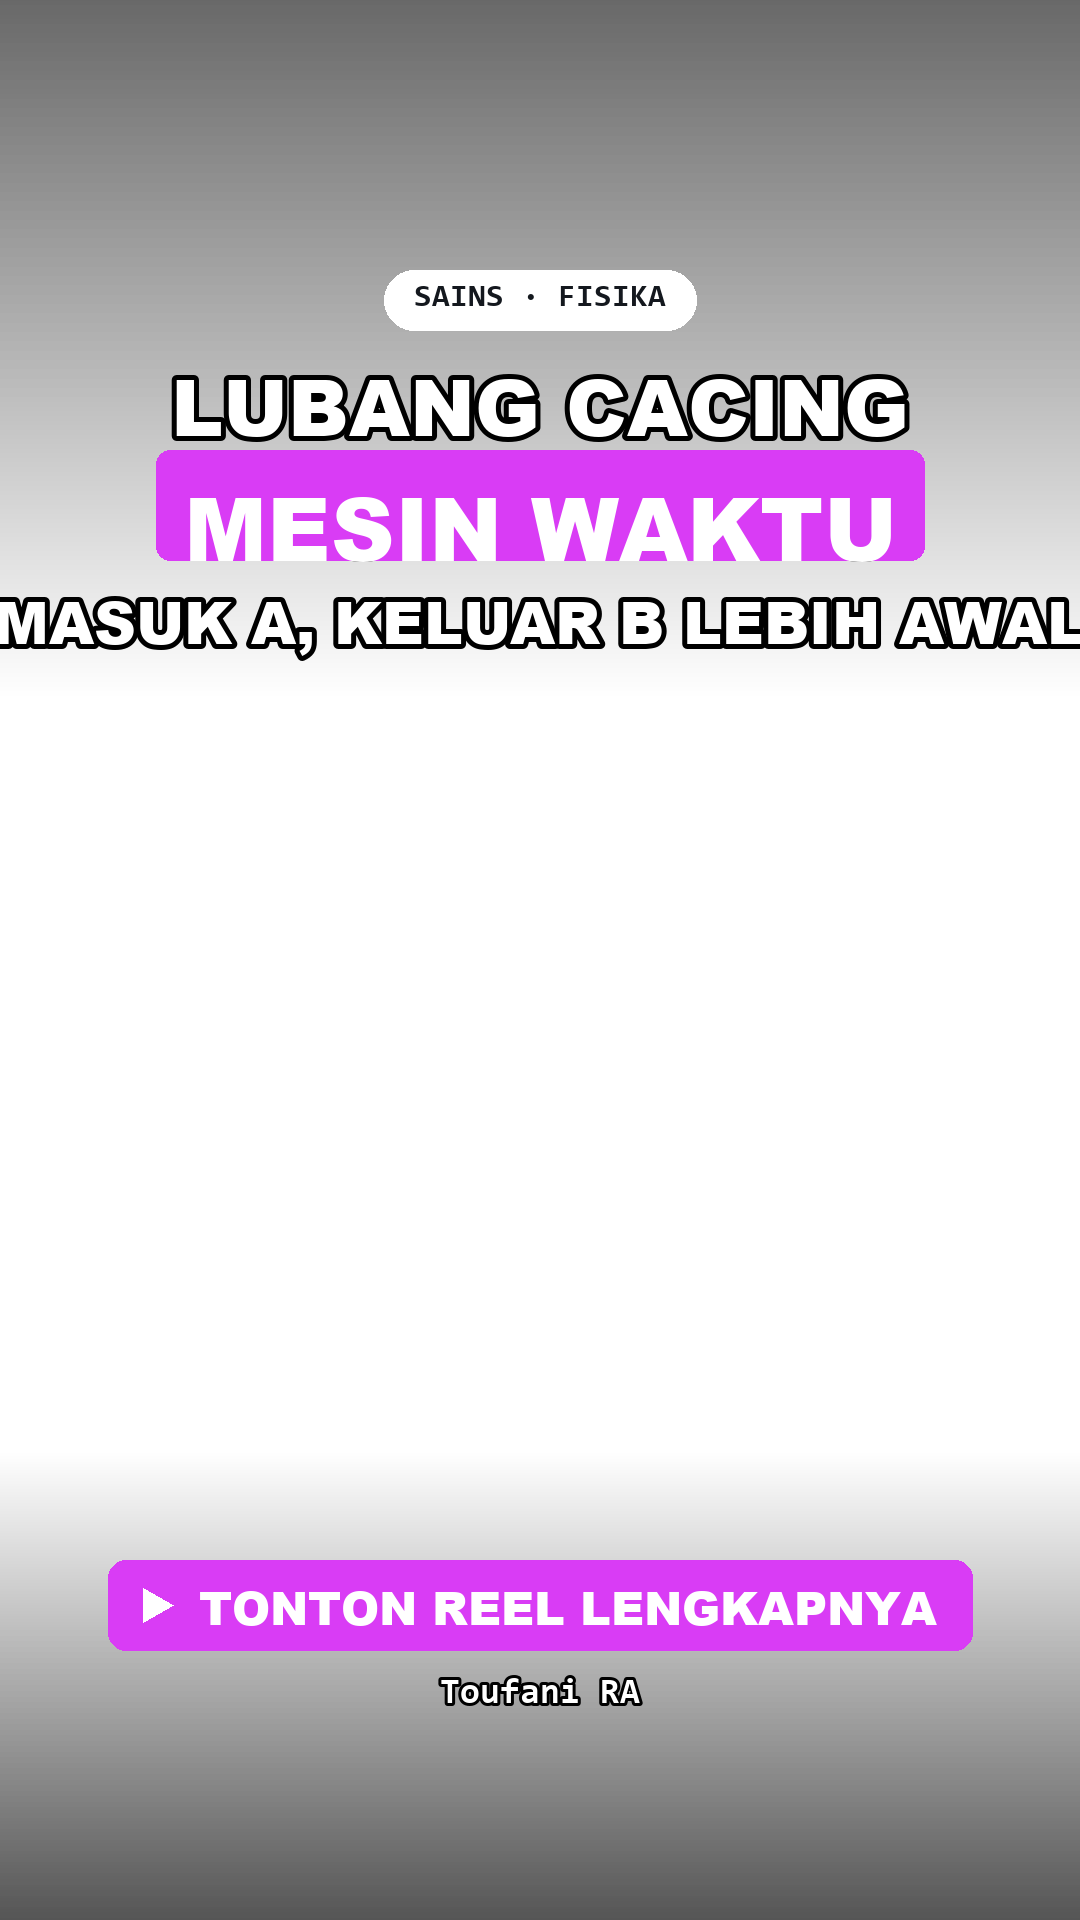 SAINS · FISIKA
LUBANG CACING
MESIN WAKTU
MASUK A, KELUAR B LEBIH AWAL
TONTON REEL LENGKAPNYA
Toufani RA